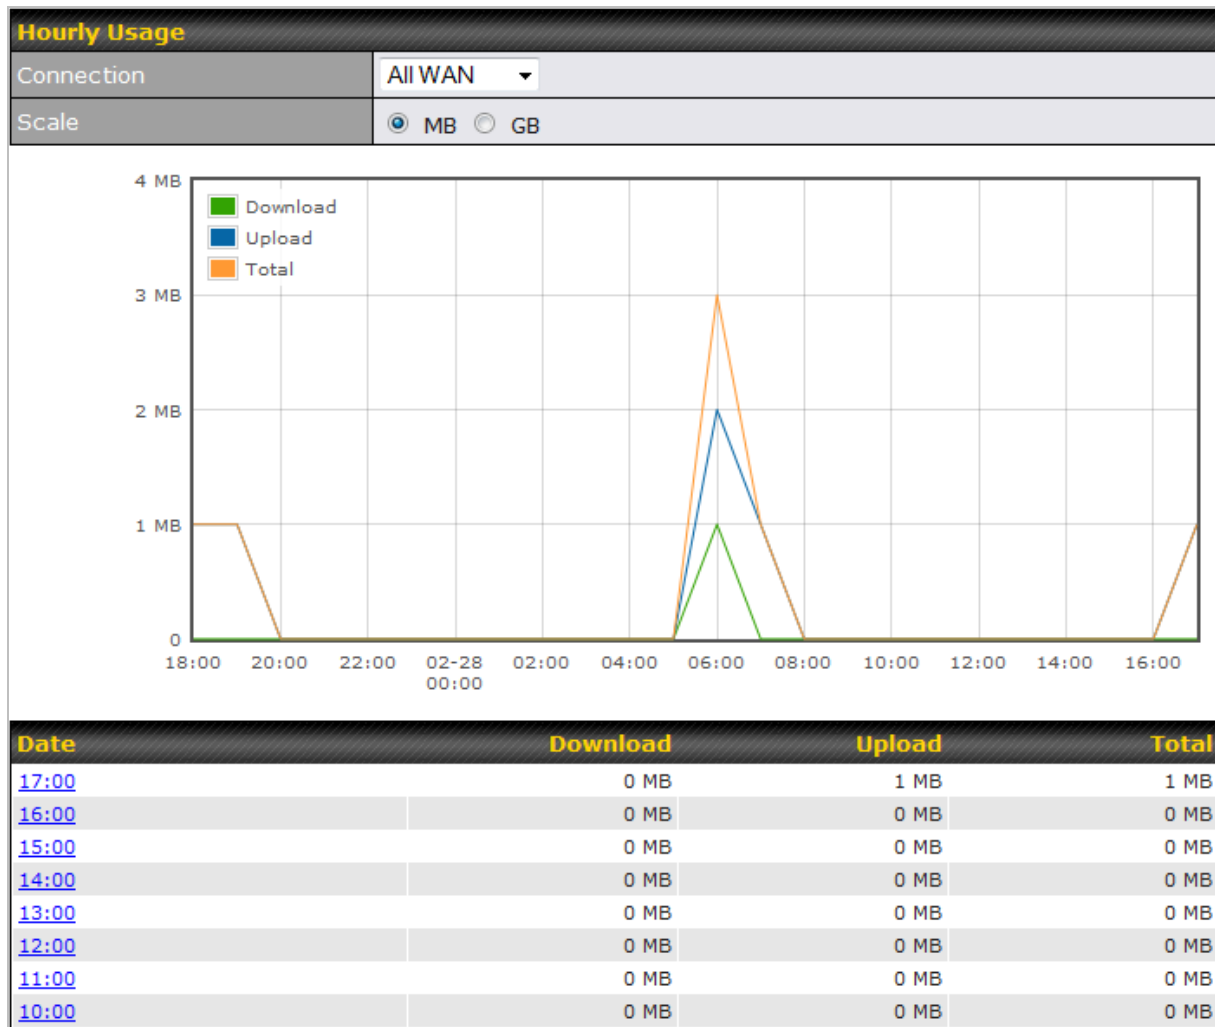 Hourly Usage
Connection All WAN
Scale MB GB
4 MB
Download
Upload
Total
3 MB
2 MB
1 MB
0
18:00 20:00 22:00 02-28 02:00 04:00 06:00 08:00 10:00 12:00 14:00 16:00
00:00
Date Download Upload Total
17:00 0 MB 1 MB 1 MB
16:00 0 MB 0 MB 0 MB
15:00 0 MB 0 MB 0 MB
14:00 0 MB 0 MB 0 MB
13:00 0 MB 0 MB 0 MB
12:00 0 MB 0 MB 0 MB
11:00 0 MB 0 MB 0 MB
10:00 0 MB 0 MB 0 MB